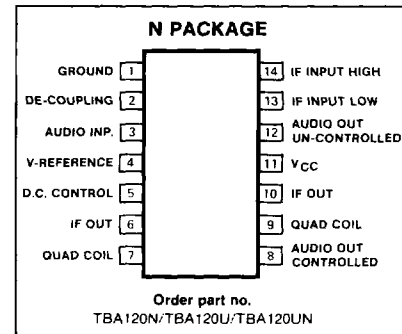 N PACKAGE
GROUND 1
14 IF INPUT HIGH
DE-COUPLING 2
13 IF INPUT LOW
AUDIO INP. 3
12 AUDIO OUT
UN-CONTROLLED
V-REFERENCE 4
11 VCC
D.C. CONTROL 5
10 IF OUT
IF OUT 6
9 QUAD COIL
QUAD COIL 7
8 AUDIO OUT
CONTROLLED
Order part no.
TBA120N/TBA120U/TBA120UN